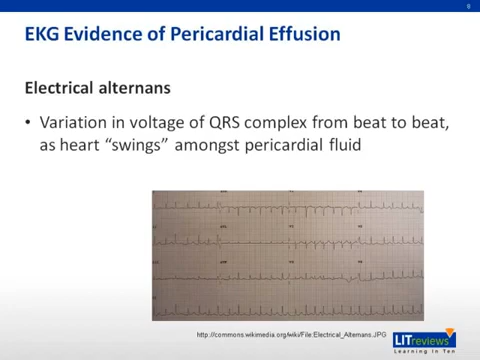 8
EKG Evidence of Pericardial Effusion
Electrical alternans
• Variation in voltage of QRS complex from beat to beat,
as heart “swings” amongst pericardial fluid
http://commons.wikimedia.org/wiki/File:Electrical_Alternans.JPG
LITreviews
Learning In Ten